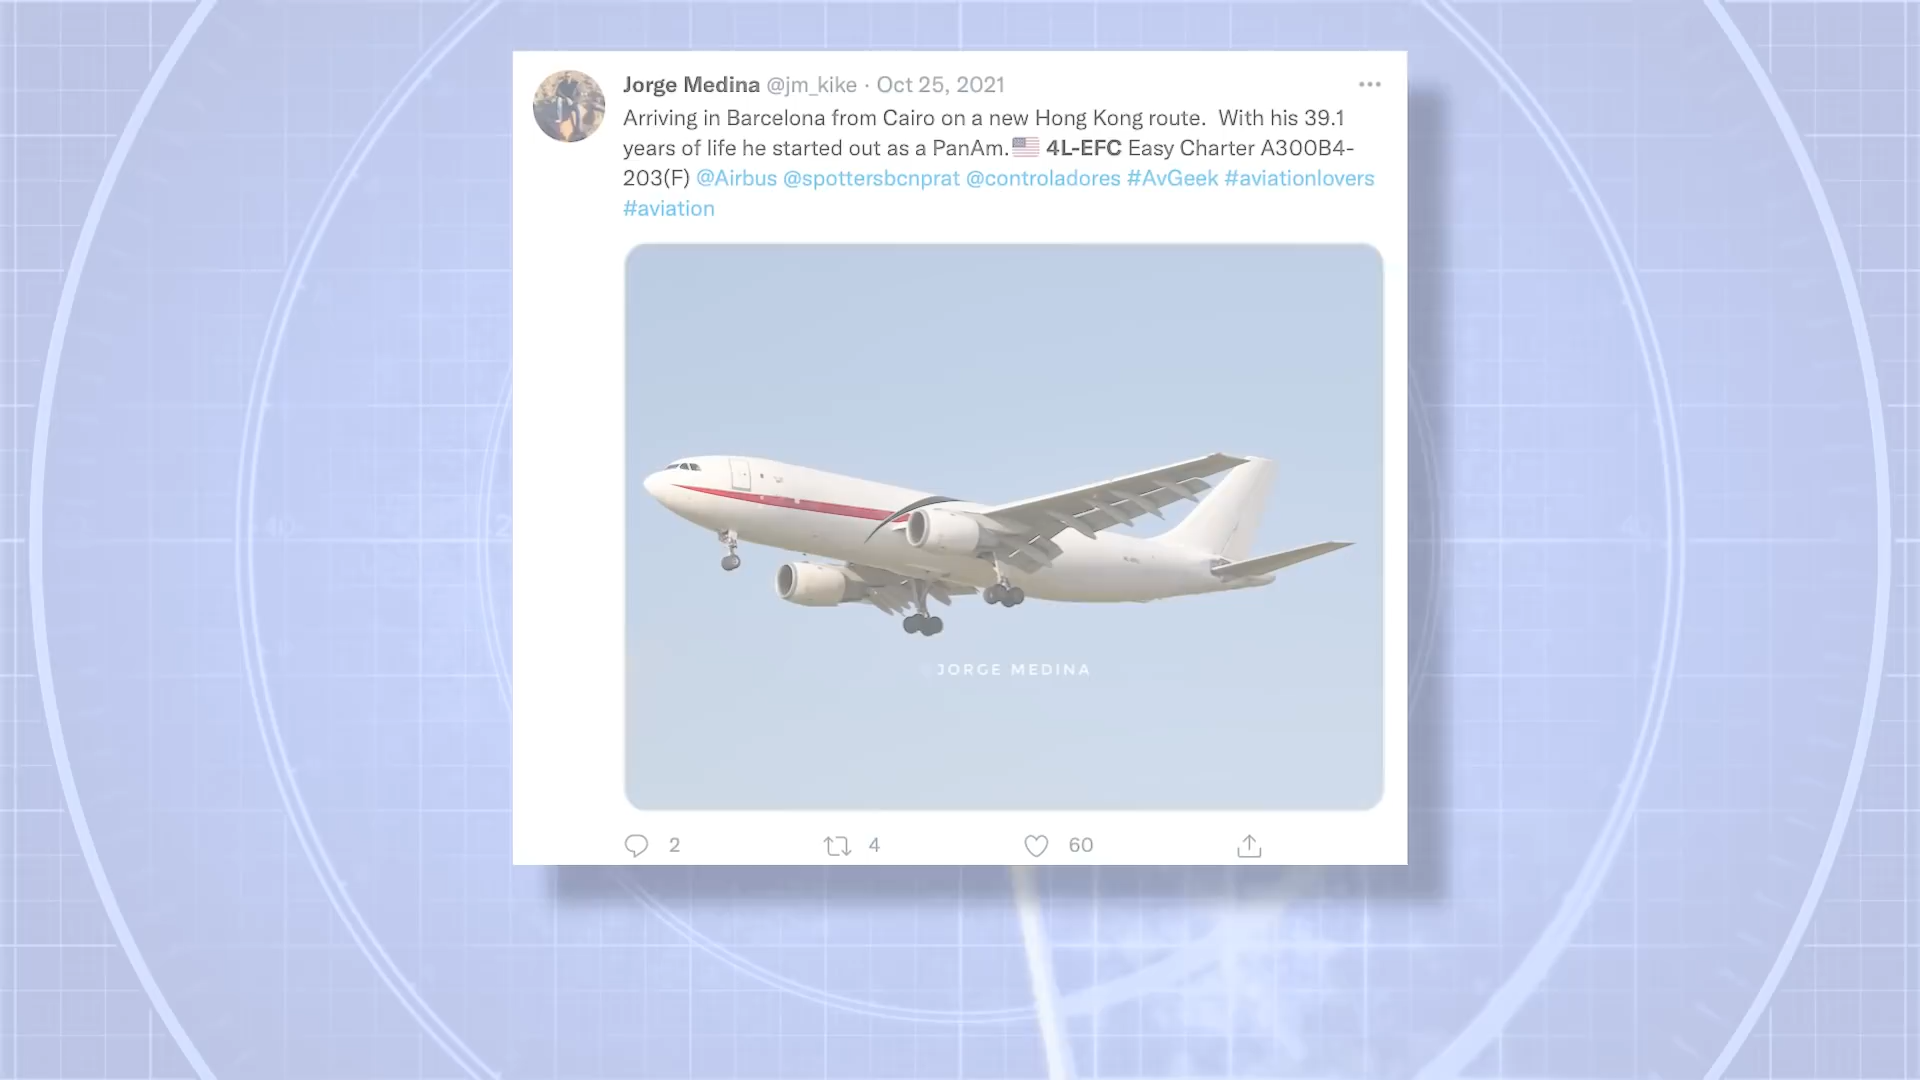 Jorge Medina @jm_kike · Oct 25, 2021
Arriving in Barcelona from Cairo on a new Hong Kong route. With his 39.1
years of life he started out as a PanAm.🇺🇸 4L-EFC Easy Charter A300B4-
203(F) @Airbus @spottersbcnprat @controladores #AvGeek #aviationlovers
#aviation
JORGE MEDINA
2 4 60